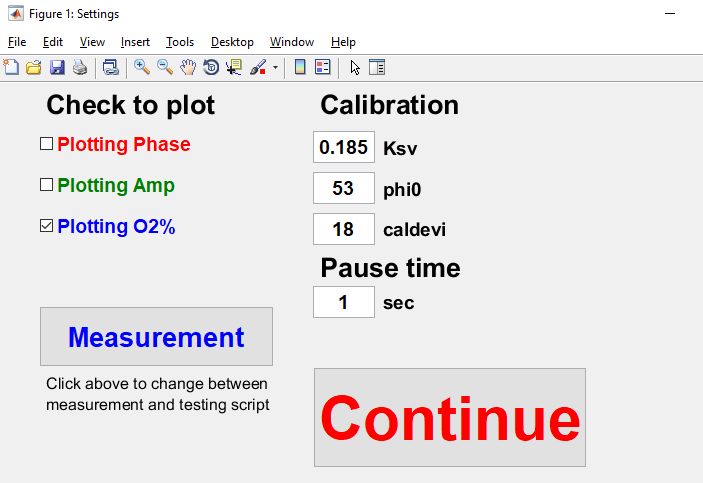 Figure 1: Settings
File Edit View Insert Tools Desktop Window Help
Check to plot
Plotting Phase
Plotting Amp
Plotting O2%
Measurement
Click above to change between
measurement and testing script
Calibration
0.185 Ksv
53 phi0
18 caldevi
Pause time
1 sec
Continue